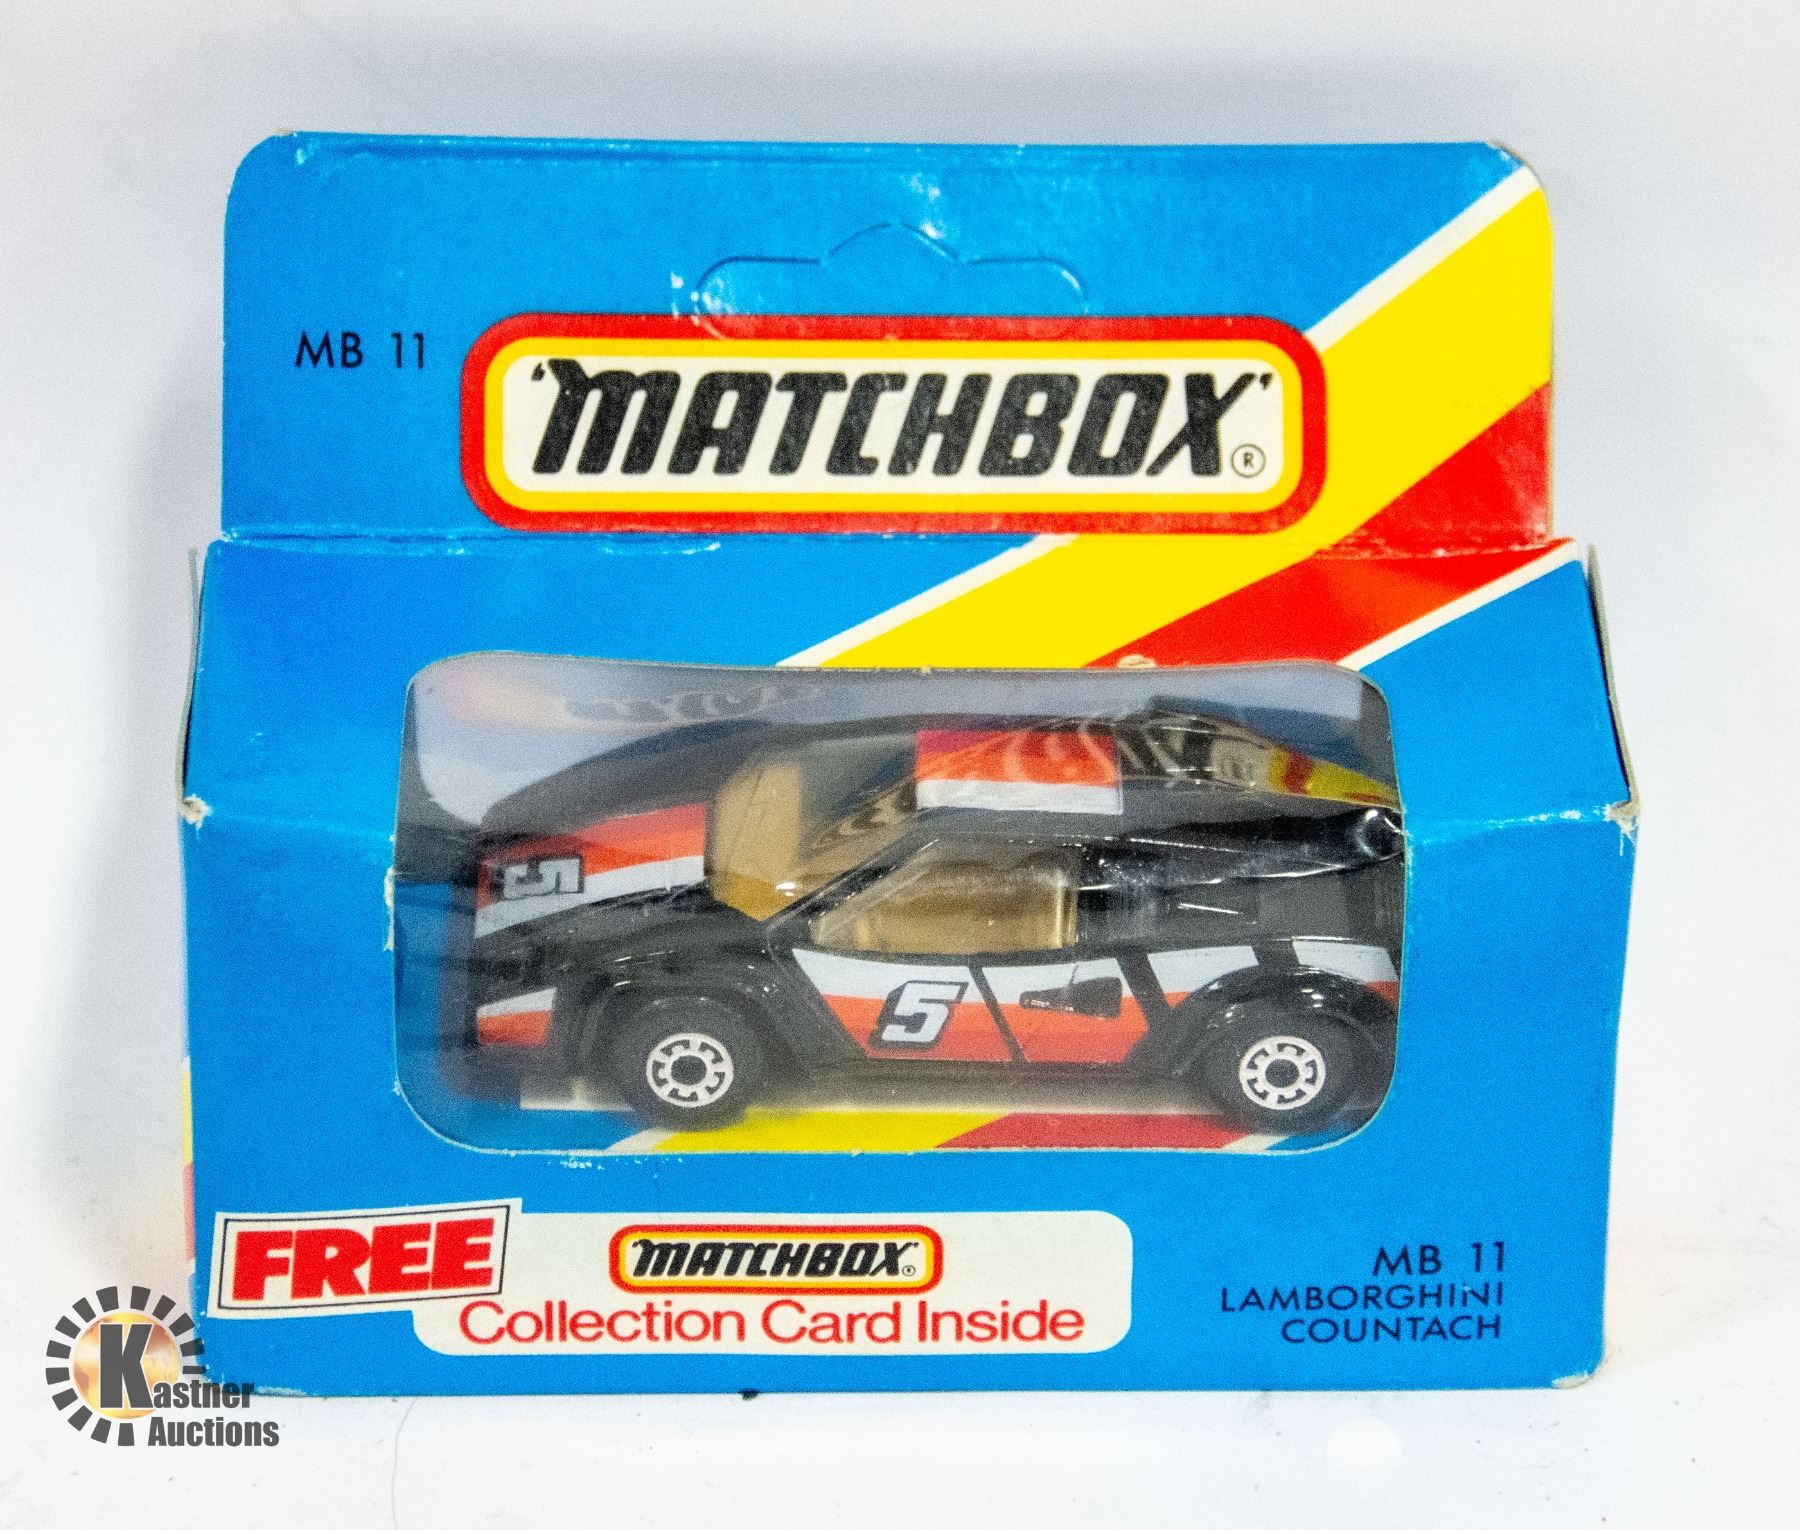 MB 11
'MATCHBOX'®
5
5
FREE
'MATCHBOX'®
Collection Card Inside
MB 11
LAMBORGHINI
COUNTACH
Kastner
Auctions